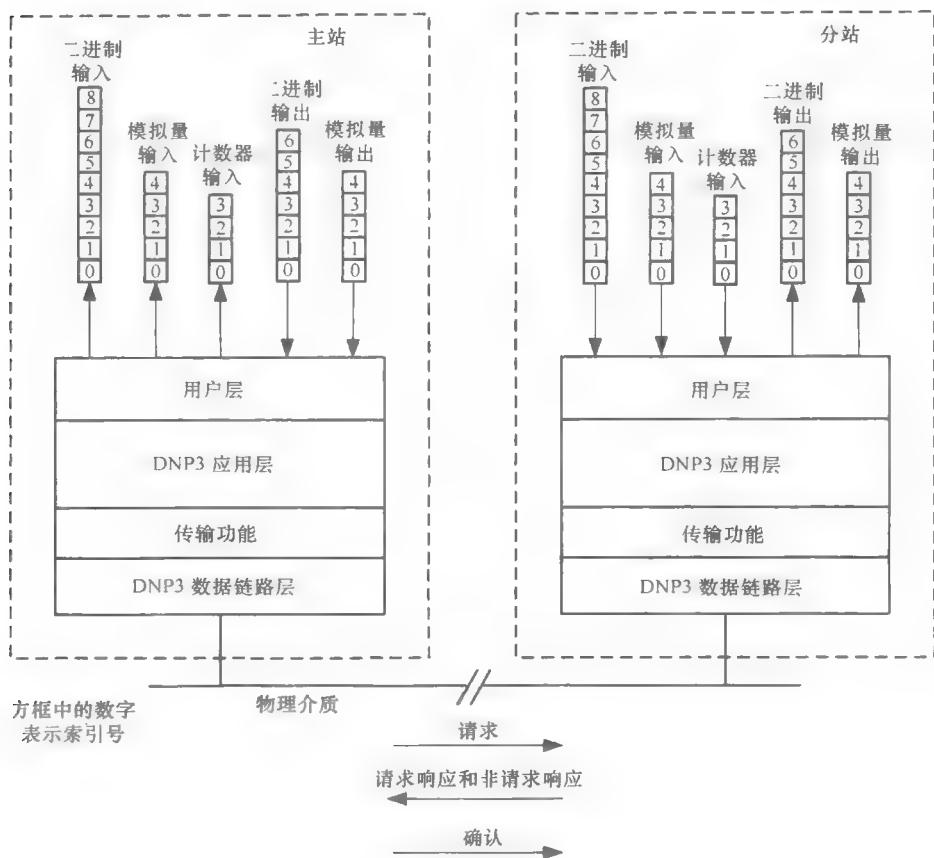 主站
二进制
输入
8
7
6
5
4
3
2
1
0
模拟量
输入
4
3
2
1
0
计数器
输入
3
2
1
0
二进制
输出
6
5
4
3
2
1
0
模拟量
输出
4
3
2
1
0
用户层
DNP3 应用层
传输功能
DNP3 数据链路层
分站
二进制
输入
8
7
6
5
4
3
2
1
0
模拟量
输入
4
3
2
1
0
计数器
输入
3
2
1
0
二进制
输出
6
5
4
3
2
1
0
模拟量
输出
4
3
2
1
0
用户层
DNP3 应用层
传输功能
DNP3 数据链路层
方框中的数字
表示索引号
物理介质
请求
请求响应和非请求响应
确认